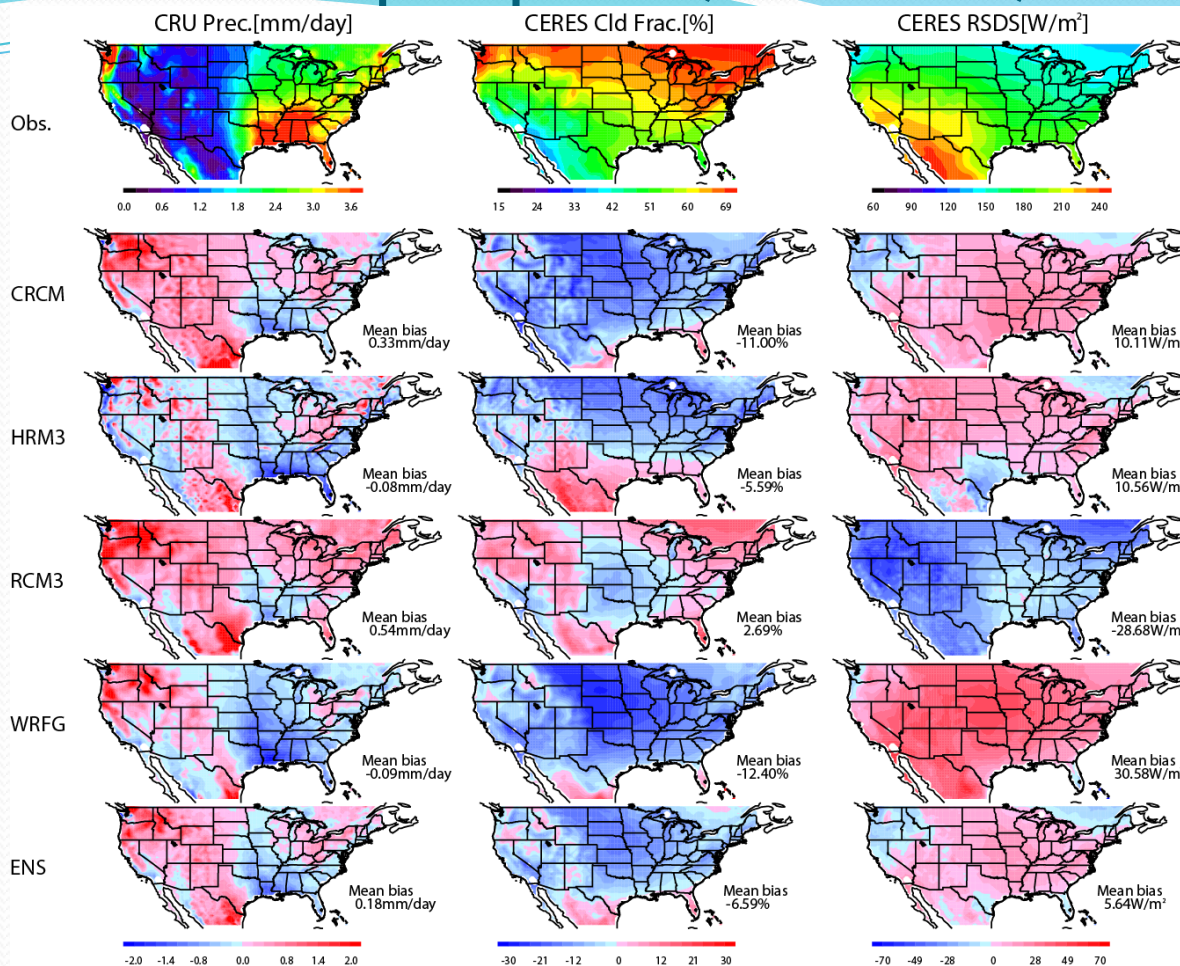 CRU Prec.[mm/day] CERES Cld Frac.[%] CERES RSDS[W/m²]
Obs.
0.0 0.6 1.2 1.8 2.4 3.0 3.6 15 24 33 42 51 60 69 60 90 120 150 180 210 240
CRCM
Mean bias Mean bias Mean bias
0.33mm/day -11.00% 10.11W/m
HRM3
Mean bias Mean bias Mean bias
-0.08mm/day -5.59% 10.56W/m
RCM3
Mean bias Mean bias Mean bias
0.54mm/day 2.69% -28.68W/m
WRFG
Mean bias Mean bias Mean bias
-0.09mm/day -12.40% 30.58W/m
ENS
Mean bias Mean bias Mean bias
0.18mm/day -6.59% 5.64W/m²
-2.0 -1.4 -0.8 0.0 0.8 1.4 2.0 -30 -21 -12 0 12 21 30 -70 -49 -28 0 28 49 70